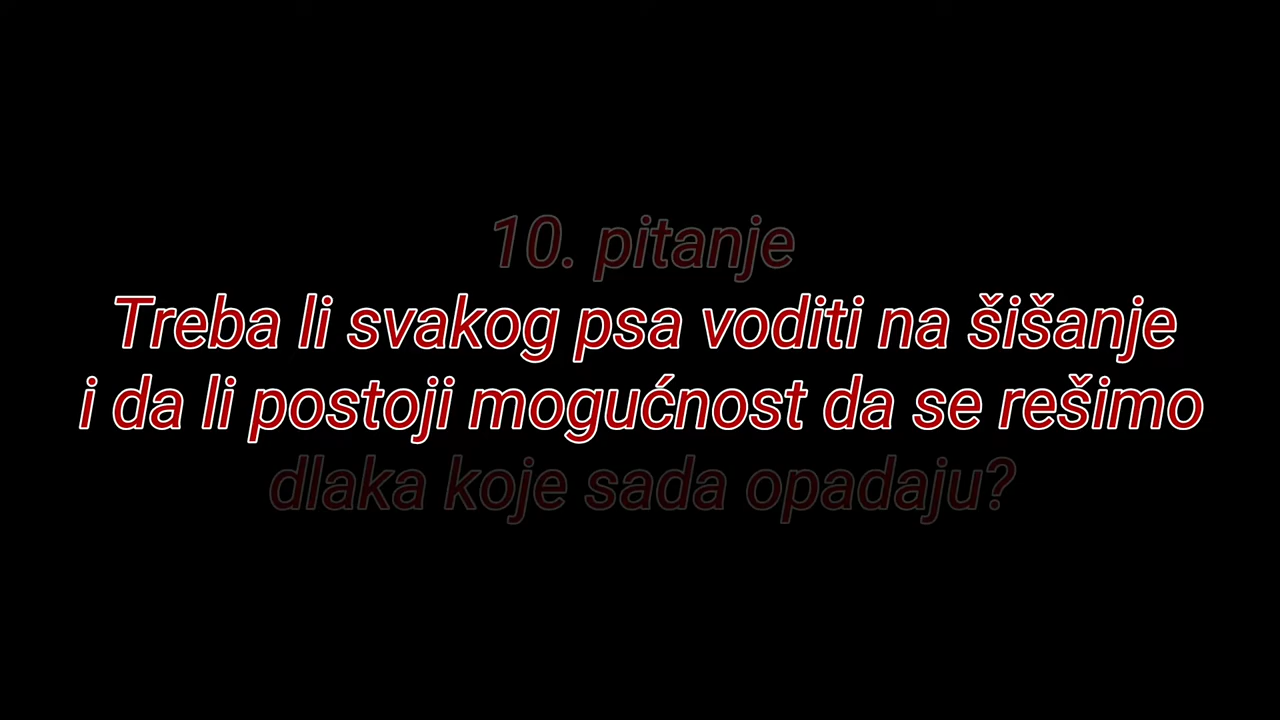 10. pitanje
Treba li svakog psa voditi na šišanje
i da li postoji mogućnost da se rešimo
dlaka koje sada opadaju?